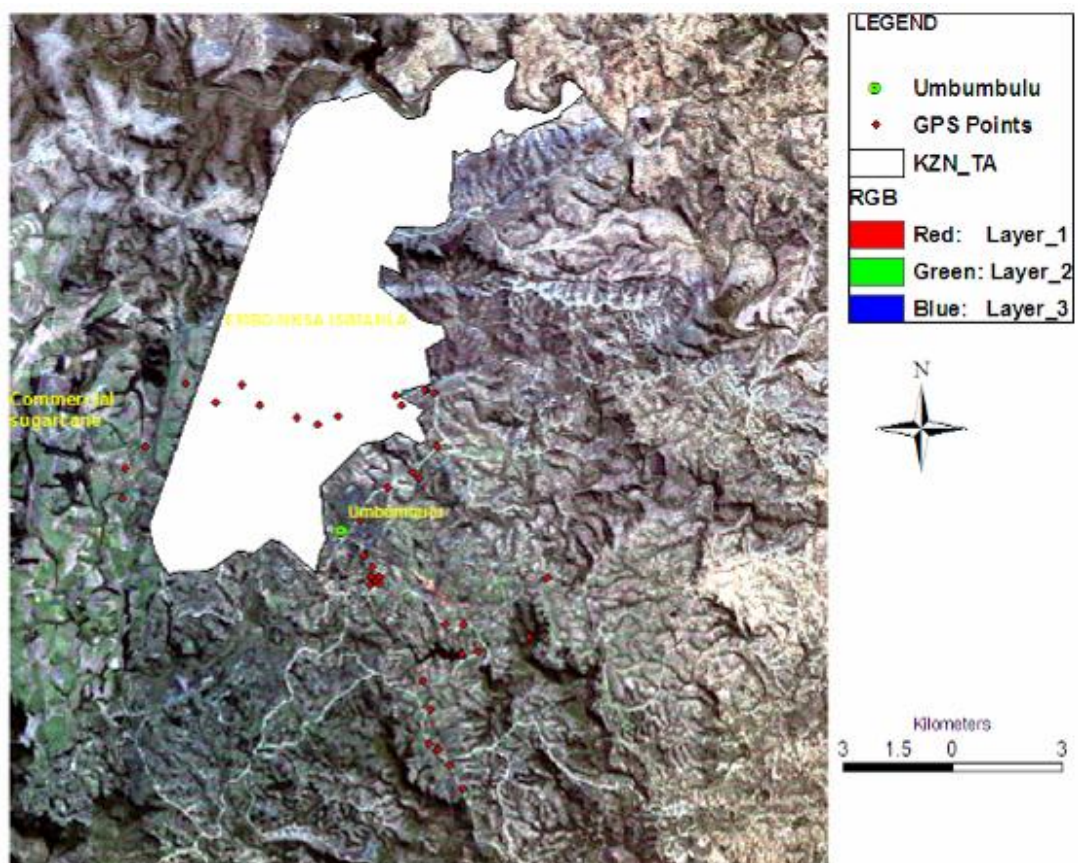 LEGEND
Umbumbulu
GPS Points
KZN_TA
RGB
Red: Layer_1
Green: Layer_2
Blue: Layer_3
N
Commercial
sugarcane
Umbumbulu
Kilometers
3 1.5 0 3